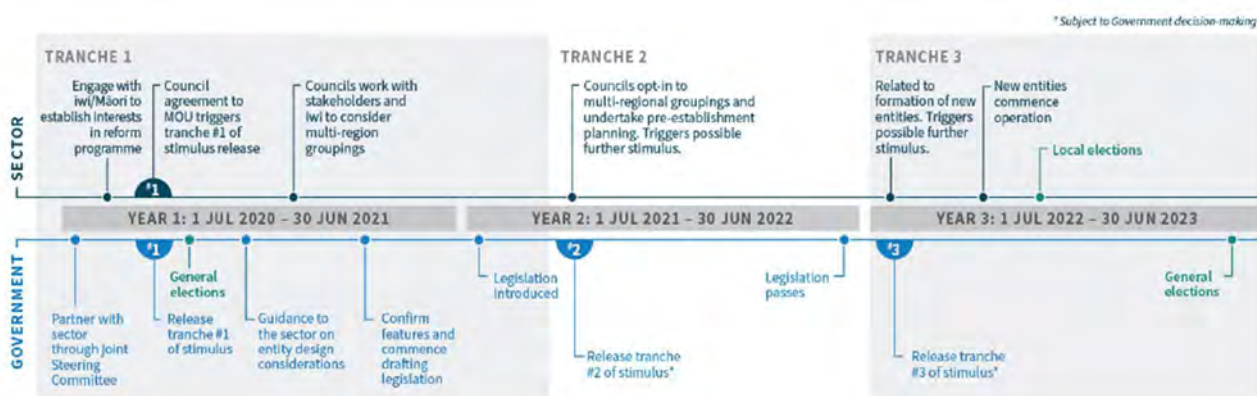 * Subject to Government decision-making
TRANCHE 1
TRANCHE 2
TRANCHE 3
SECTOR
Engage with
iwi/Māori to
establish interests
in reform
programme
Council
agreement to
MOU triggers
tranche #1 of
stimulus release
Councils work with
stakeholders and
iwi to consider
multi-region
groupings
Councils opt-in to
multi-regional groupings and
undertake pre-establishment
planning. Triggers possible
further stimulus.
Related to
formation of new
entities. Triggers
possible further
stimulus.
New entities
commence
operation
Local elections
#1
YEAR 1: 1 JUL 2020 – 30 JUN 2021
YEAR 2: 1 JUL 2021 – 30 JUN 2022
YEAR 3: 1 JUL 2022 – 30 JUN 2023
GOVERNMENT
#1
#2
#3
Partner with
sector
through Joint
Steering
Committee
Release
tranche #1
of stimulus
General
elections
Guidance to
the sector on
entity design
considerations
Confirm
features and
commence
drafting
legislation
Legislation
introduced
Release tranche
#2 of stimulus*
Legislation
passes
Release tranche
#3 of stimulus*
General
elections